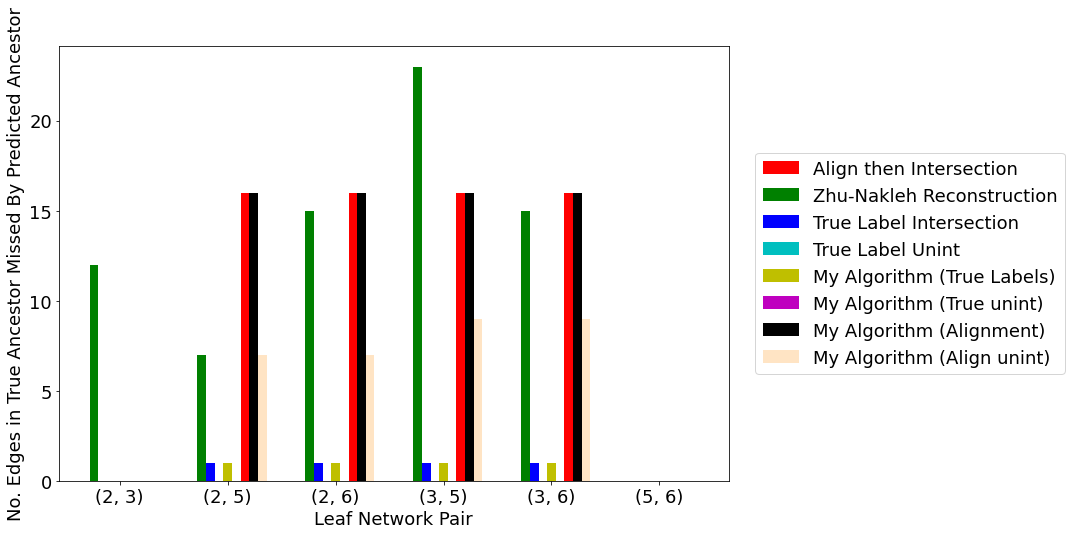 No. Edges in True Ancestor Missed By Predicted Ancestor
20
15
10
5
0
(2, 3)
(2, 5)
(2, 6)
(3, 5)
(3, 6)
(5, 6)
Leaf Network Pair
Align then Intersection
Zhu-Nakleh Reconstruction
True Label Intersection
True Label Unint
My Algorithm (True Labels)
My Algorithm (True unint)
My Algorithm (Alignment)
My Algorithm (Align unint)